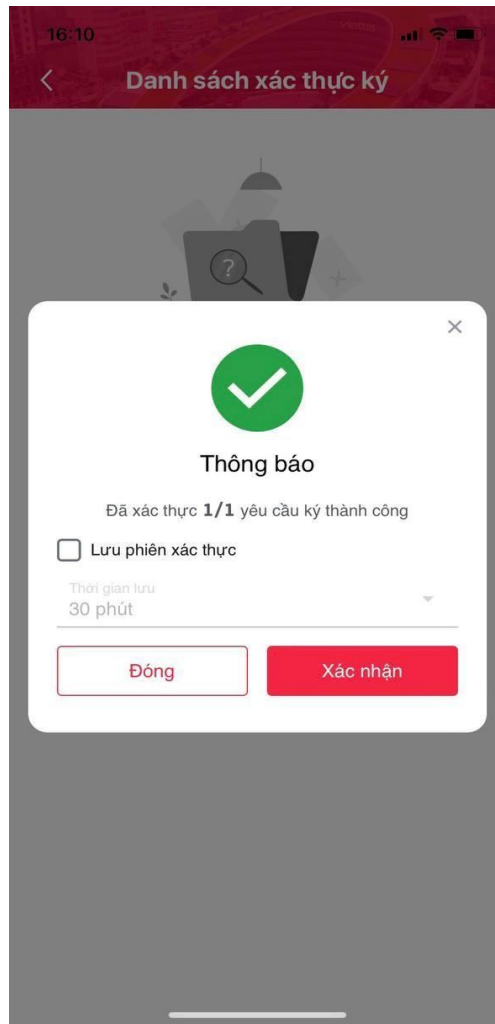 16:10
Danh sách xác thực ký
?
×
Thông báo
Đã xác thực 1/1 yêu cầu ký thành công
Lưu phiên xác thực
Thời gian lưu
30 phút
Đóng
Xác nhận